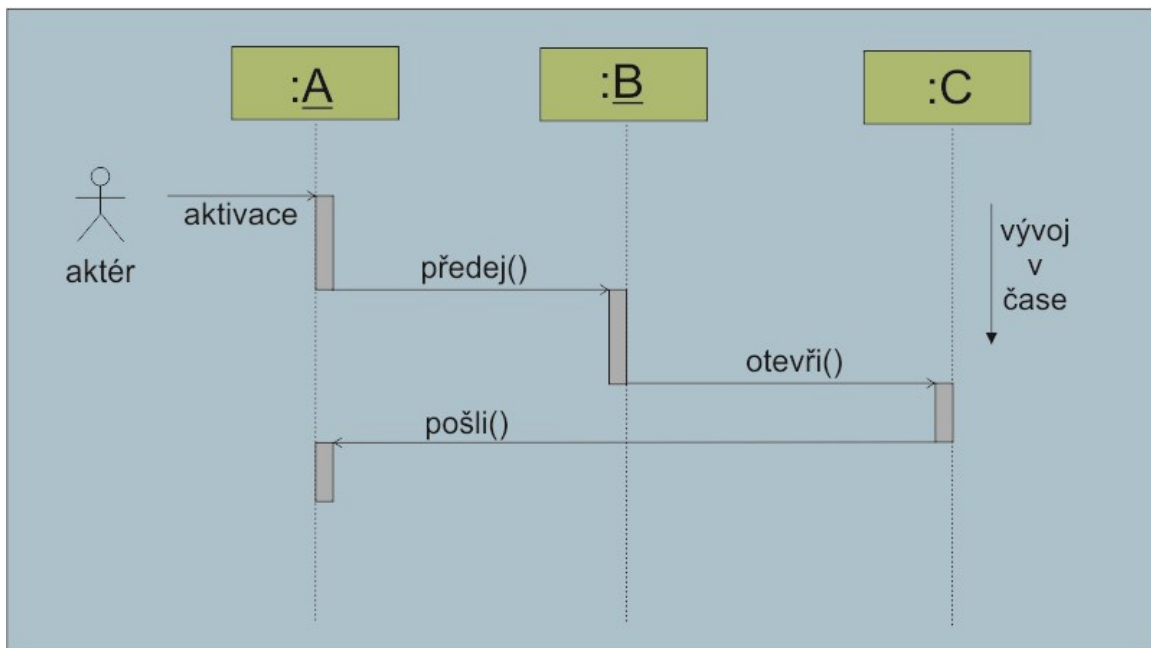 :A
:B
:C
aktivace
aktér
předej()
vývoj
v
čase
otevři()
pošli()